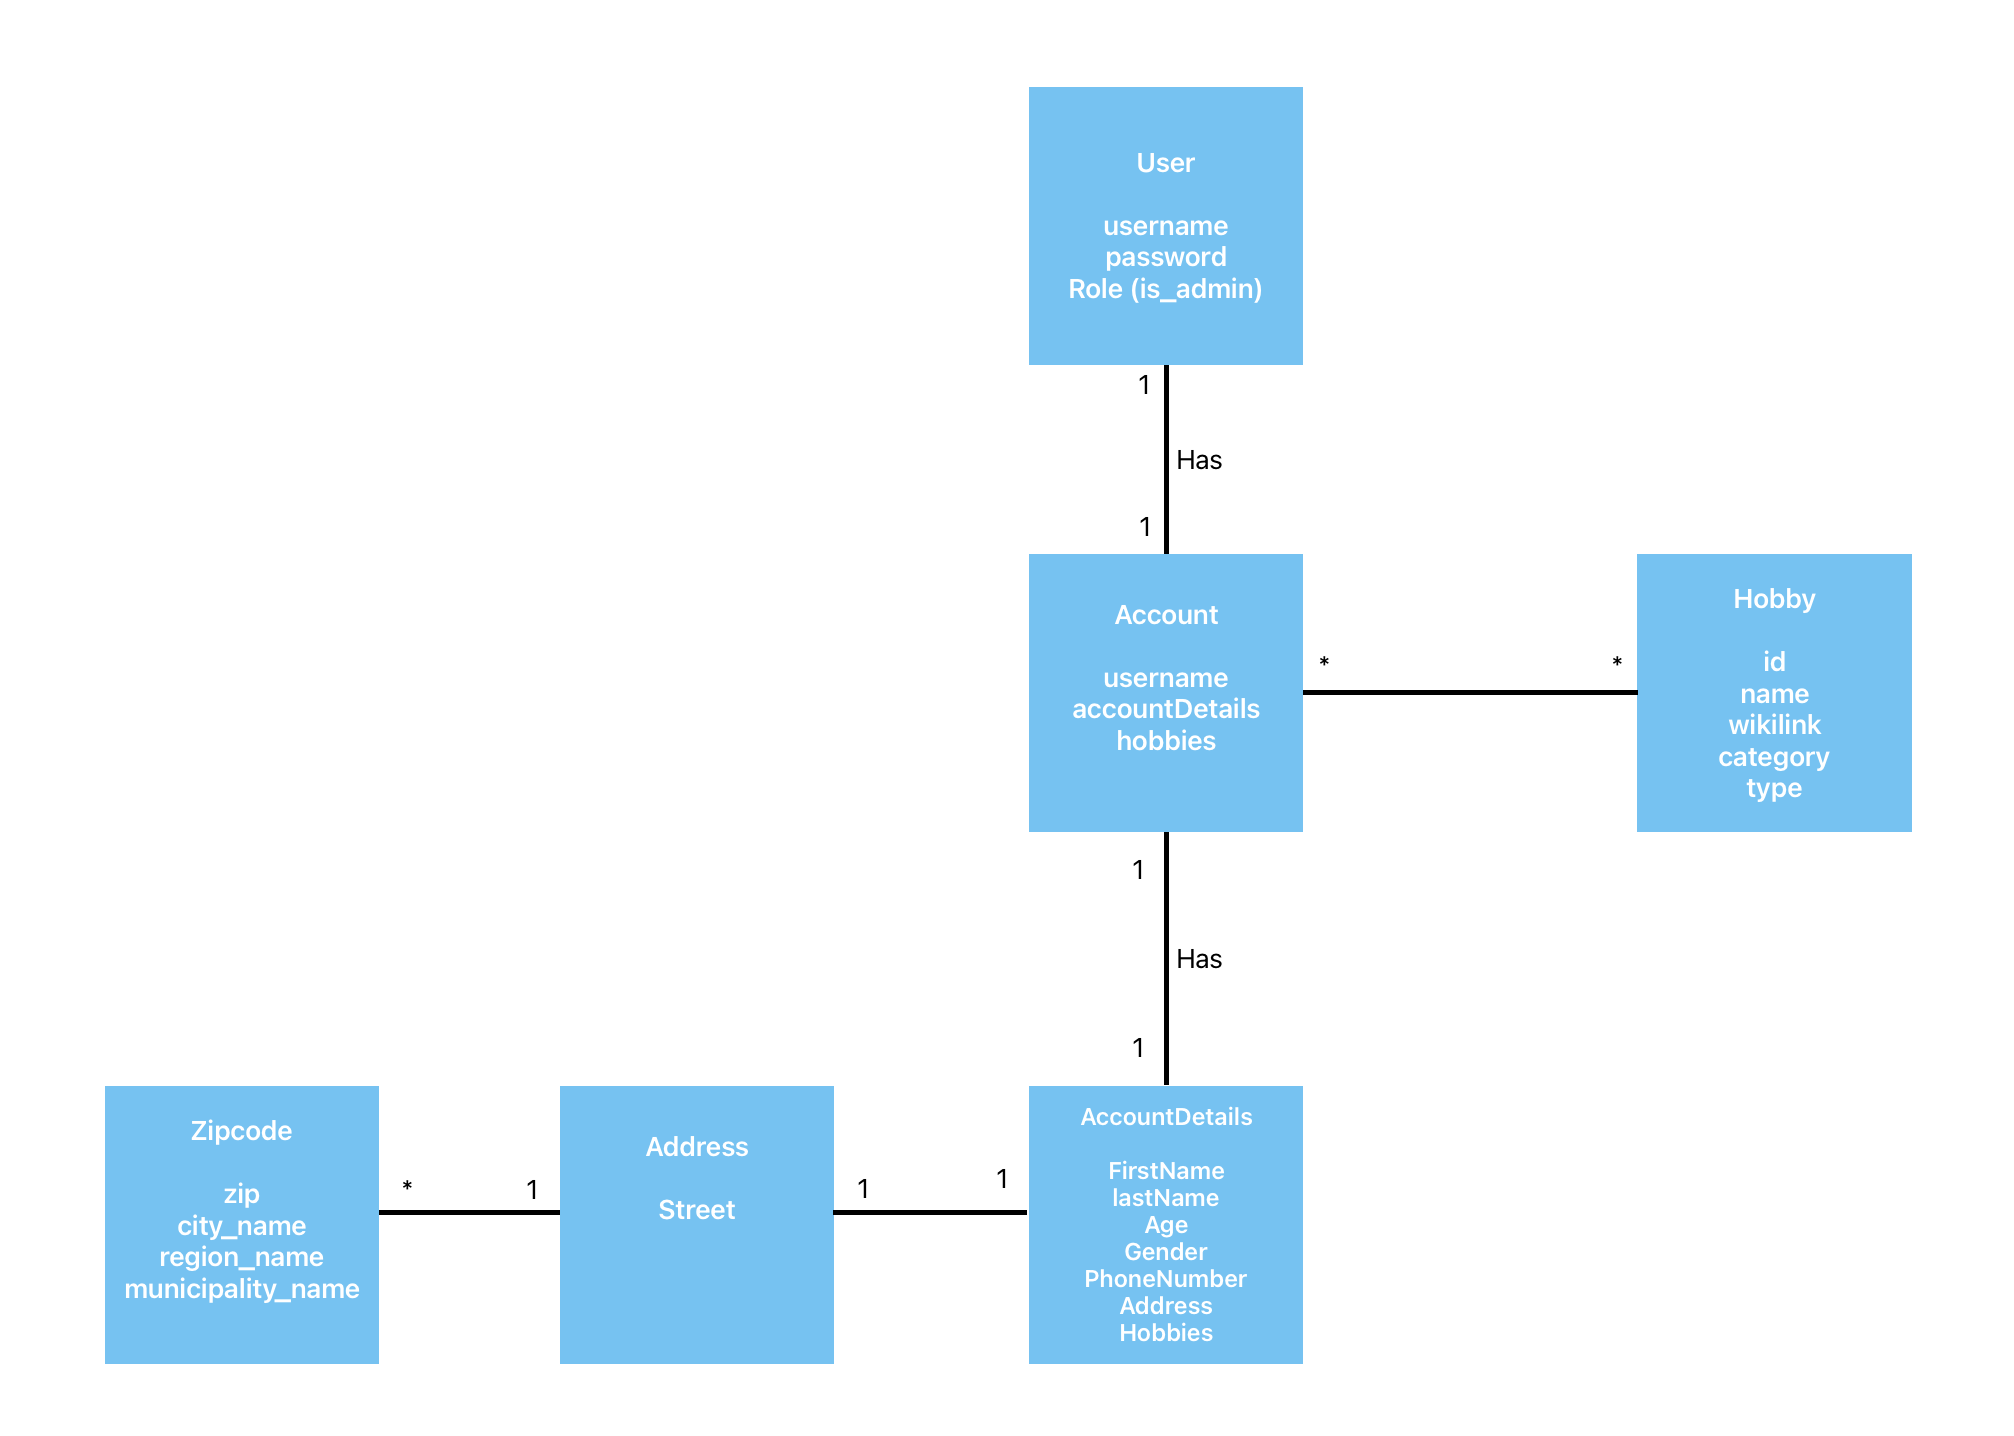 User
username
password
Role (is_admin)
1
Has
1
Account
username
accountDetails
hobbies
*
*
Hobby
id
name
wikilink
category
type
1
Has
1
Zipcode
zip
city_name
region_name
municipality_name
*
1
Address
Street
1
1
AccountDetails
FirstName
lastName
Age
Gender
PhoneNumber
Address
Hobbies